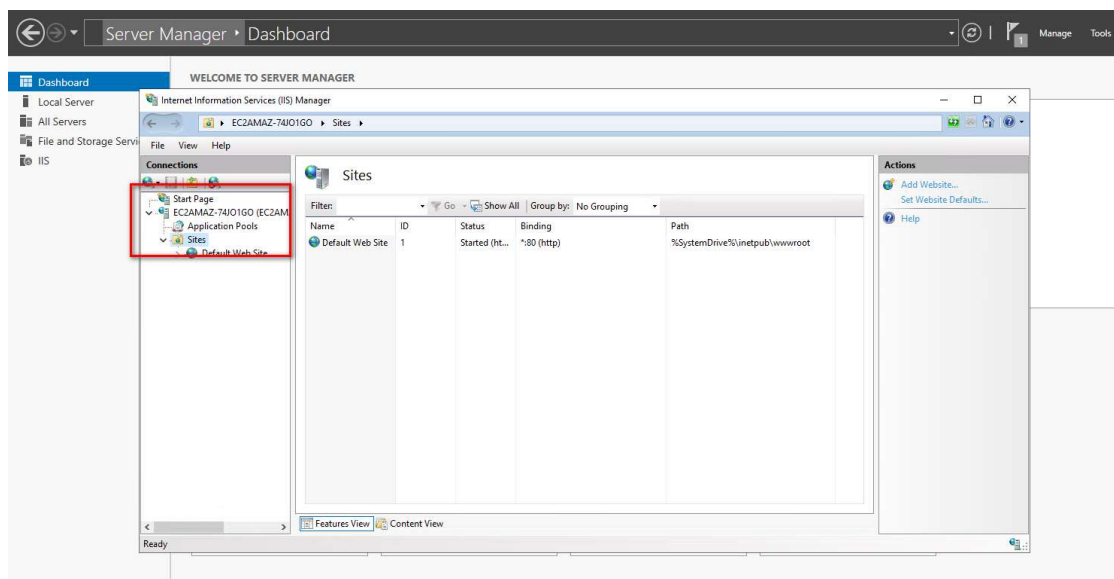 Server Manager ‣ Dashboard
1
Manage Tools
Dashboard
Local Server
All Servers
File and Storage Servi
IIS
WELCOME TO SERVER MANAGER
Internet Information Services (IIS) Manager
EC2AMAZ-74JO1GO ▸ Sites ▸
File View Help
Connections
Start Page
EC2AMAZ-74JO1GO (EC2AM
Application Pools
Sites
Default Web Site
Sites
Filter: Go Show All Group by: No Grouping
Name ID Status Binding Path
Default Web Site 1 Started (ht... *:80 (http) %SystemDrive%\inetpub\wwwroot
Features View Content View
Actions
Add Website...
Set Website Defaults...
Help
Ready